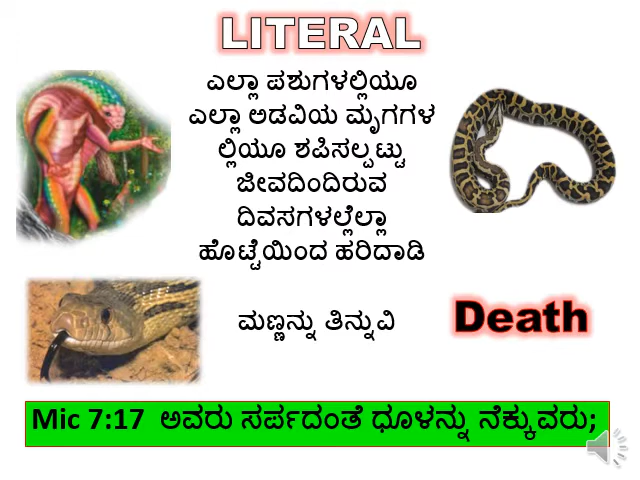 LITERAL
ಎಲ್ಲಾ ಪಶುಗಳಲ್ಲಿಯೂ
ಎಲ್ಲಾ ಅಡವಿಯ ಮೃಗಗಳ
ಲ್ಲಿಯೂ ಶಪಿಸಲ್ಪಟ್ಟು
ಜೀವದಿಂದಿರುವ
ದಿವಸಗಳಲ್ಲೆಲ್ಲಾ
ಹೊಟ್ಟೆಯಿಂದ ಹರಿದಾಡಿ
ಮಣ್ಣನ್ನು ತಿನ್ನುವಿ
Death
Mic 7:17 ಅವರು ಸರ್ಪದಂತೆ ಧೂಳನ್ನು ನೆಕ್ಕುವರು;